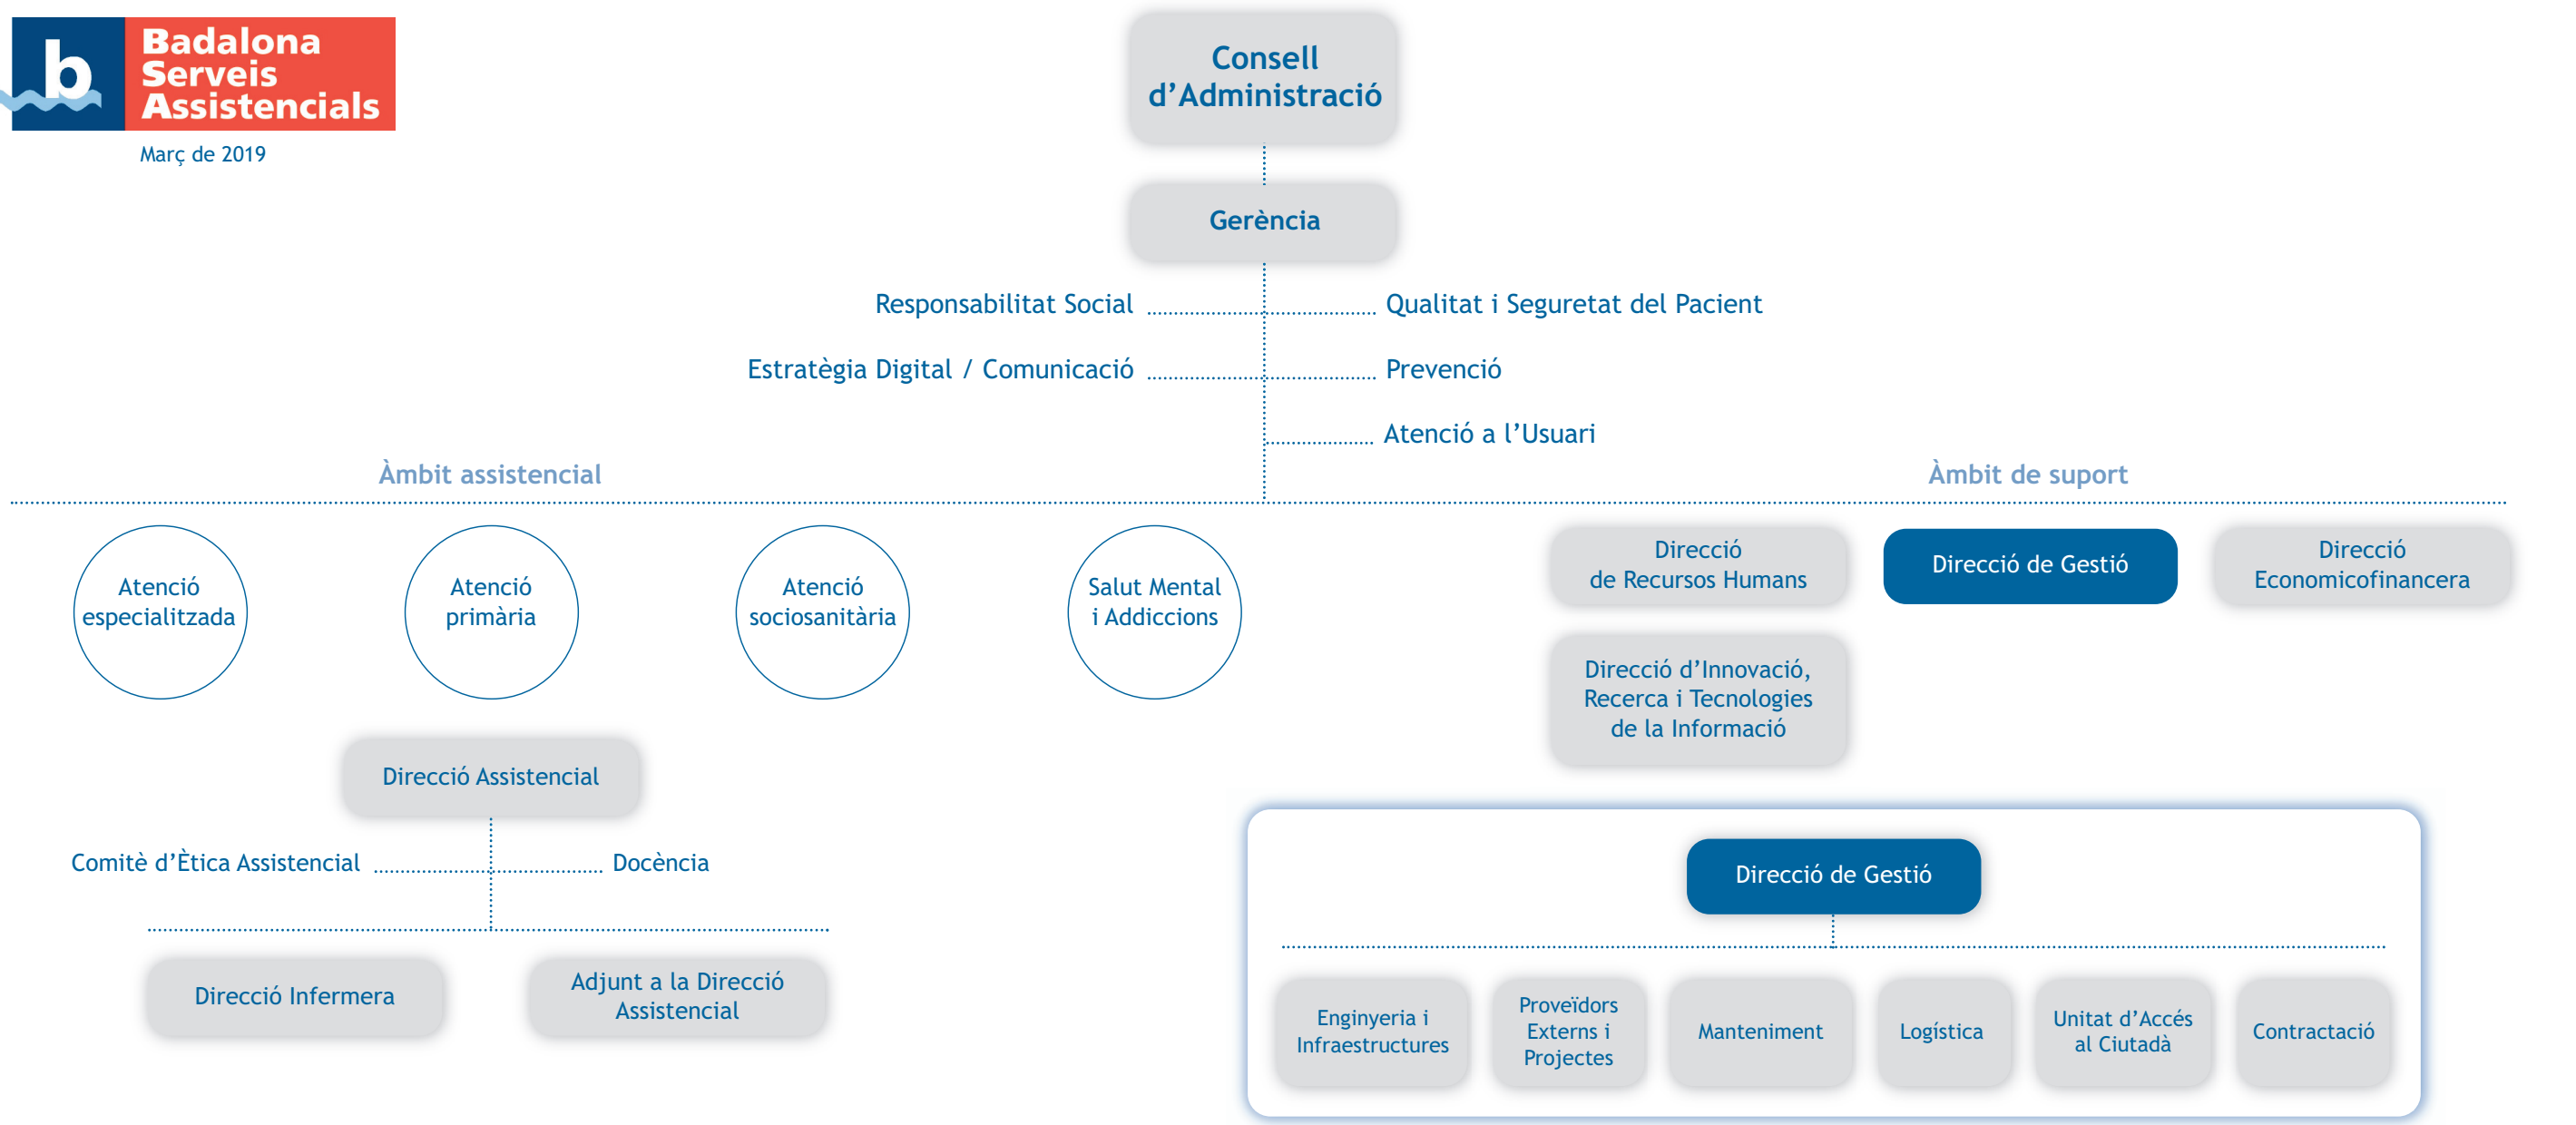 b
Badalona
Serveis
Assistencials
Març de 2019
Consell
d’Administració
Gerència
Responsabilitat Social
Qualitat i Seguretat del Pacient
Estratègia Digital / Comunicació
Prevenció
Atenció a l’Usuari
Àmbit assistencial
Àmbit de suport
Atenció
especialitzada
Atenció
primària
Atenció
sociosanitària
Salut Mental
i Addiccions
Direcció
de Recursos Humans
Direcció de Gestió
Direcció
Economicofinancera
Direcció d’Innovació,
Recerca i Tecnologies
de la Informació
Direcció Assistencial
Comitè d’Ètica Assistencial
Docència
Direcció Infermera
Adjunt a la Direcció
Assistencial
Direcció de Gestió
Enginyeria i
Infraestructures
Proveïdors
Externs i
Projectes
Manteniment
Logística
Unitat d’Accés
al Ciutadà
Contractació